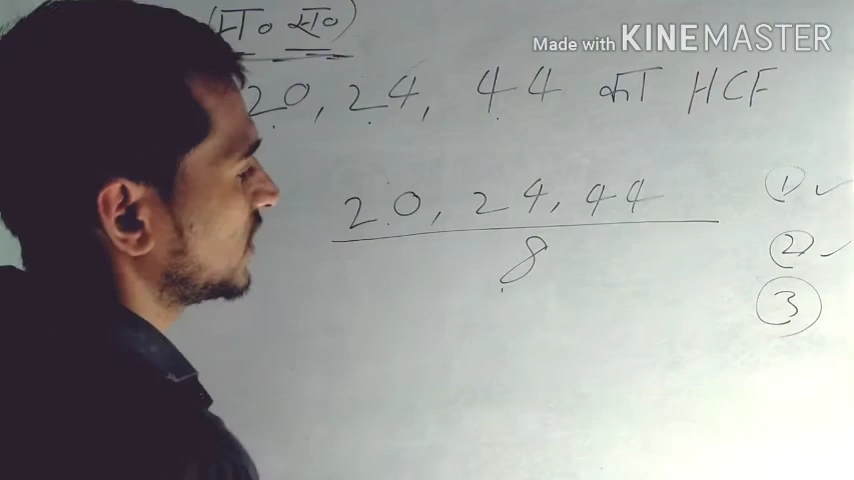 Made with KINEMASTER
(म० स०)
20, 24, 44 का HCF
20, 24, 44
8
① ✓
② ✓
③